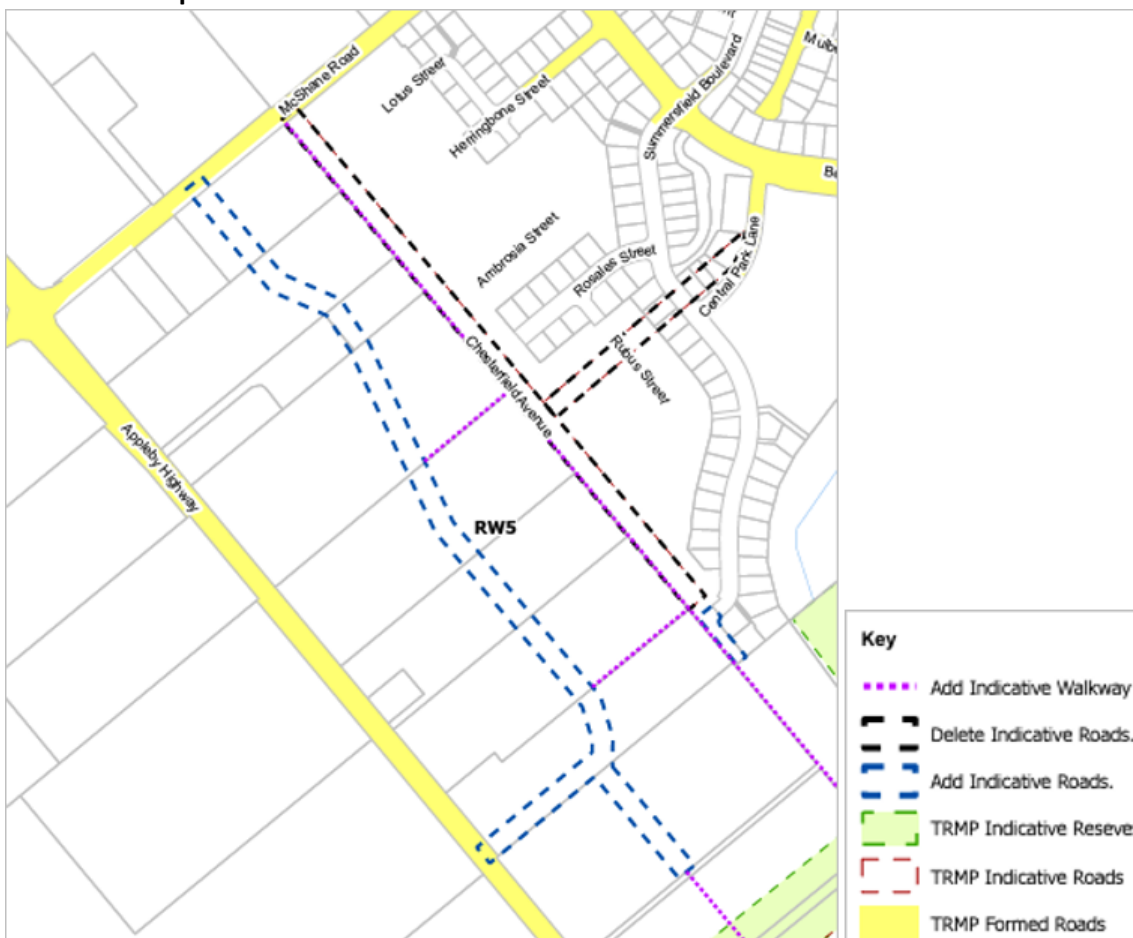 McShane Road
Lotus Street
Herringbone Street
Summersfield Boulevard
Ambrosia Street
Rosales Street
Central Park Lane
Rubus Street
Chesterfield Avenue
Appleby Highway
RW5
Key
Add Indicative Walkway
Delete Indicative Roads.
Add Indicative Roads.
TRMP Indicative Reseve
TRMP Indicative Roads
TRMP Formed Roads